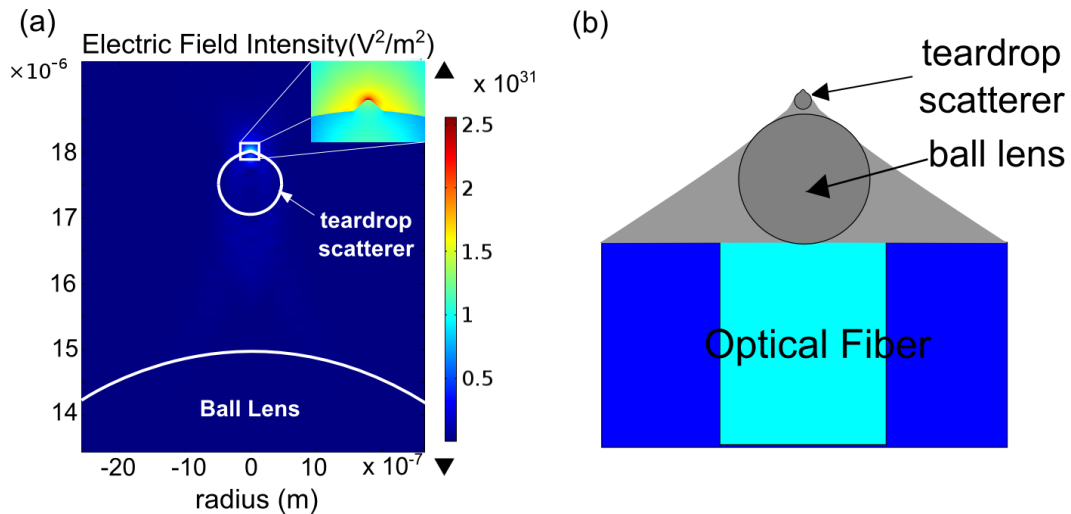 (a)
Electric Field Intensity(V²/m²)
×10⁻⁶
x 10³¹
2.5
2
1.5
1
0.5
18
17
16
15
14
teardrop
scatterer
Ball Lens
-20 -10 0 10 x 10⁻⁷
radius (m)
(b)
teardrop
scatterer
ball lens
Optical Fiber